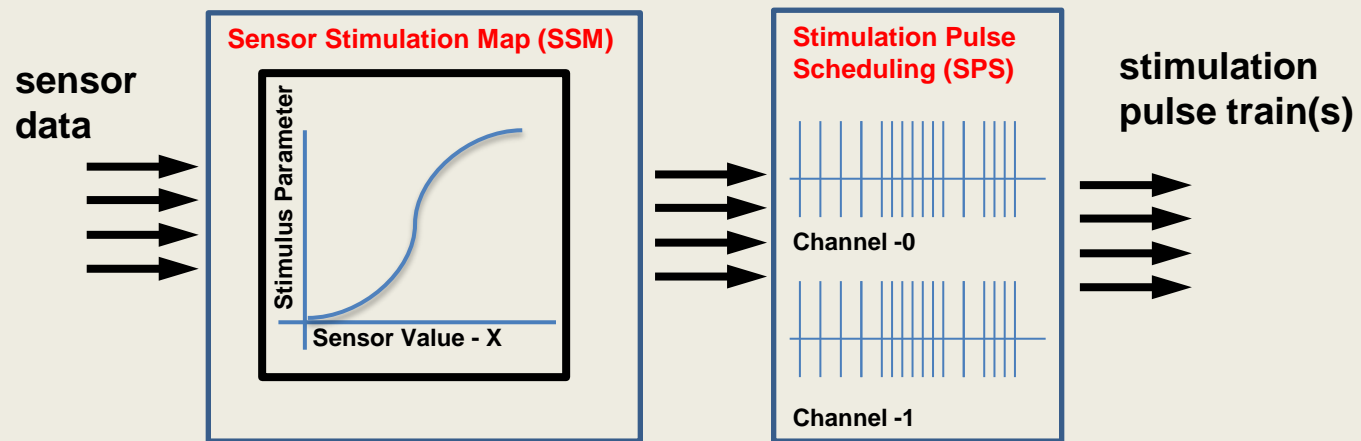 sensor
data
Sensor Stimulation Map (SSM)
Stimulus Parameter
Sensor Value - X
Stimulation Pulse
Scheduling (SPS)
Channel -0
Channel -1
stimulation
pulse train(s)